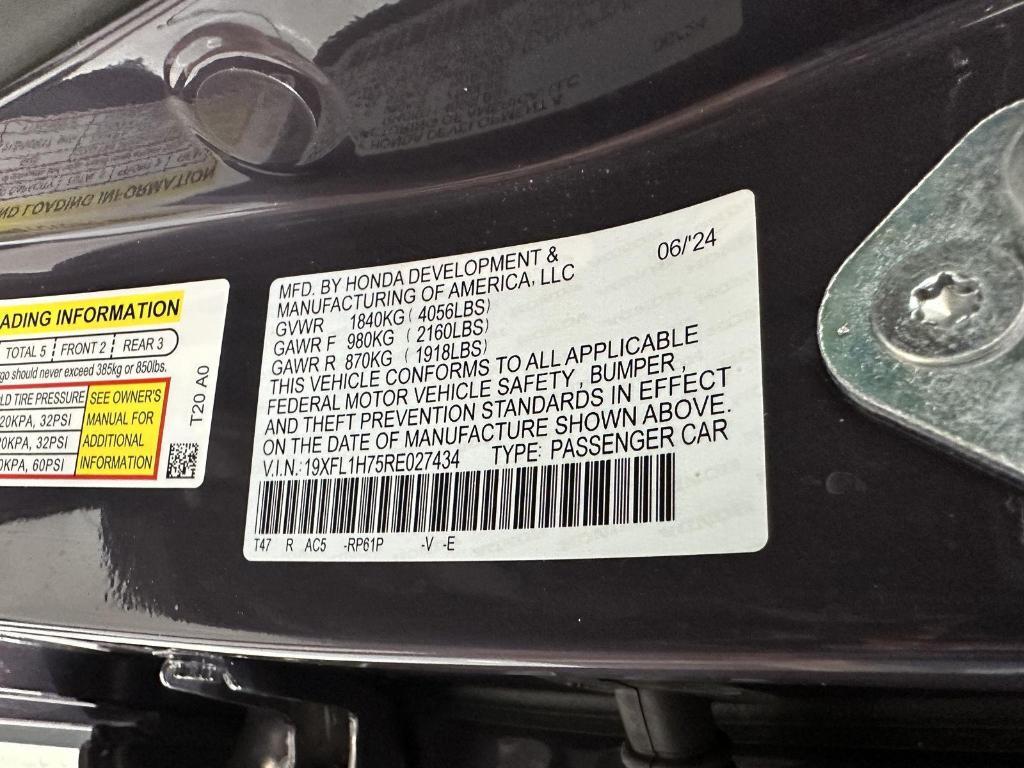 MFD. BY HONDA DEVELOPMENT &
MANUFACTURING OF AMERICA, LLC
06/'24
GVWR 1840KG ( 4056LBS)
GAWR F 980KG ( 2160LBS)
GAWR R 870KG ( 1918LBS)
THIS VEHICLE CONFORMS TO ALL APPLICABLE
FEDERAL MOTOR VEHICLE SAFETY , BUMPER ,
AND THEFT PREVENTION STANDARDS IN EFFECT
ON THE DATE OF MANUFACTURE SHOWN ABOVE.
V.I.N.: 19XFL1H75RE027434 TYPE: PASSENGER CAR
T47 R AC5 -RP61P -V -E
ADING INFORMATION
TOTAL 5 FRONT 2 REAR 3
go should never exceed 385kg or 850lbs.
LD TIRE PRESSURE
20KPA, 32PSI
20KPA, 32PSI
0KPA, 60PSI
SEE OWNER'S
MANUAL FOR
ADDITIONAL
INFORMATION
T20 A0